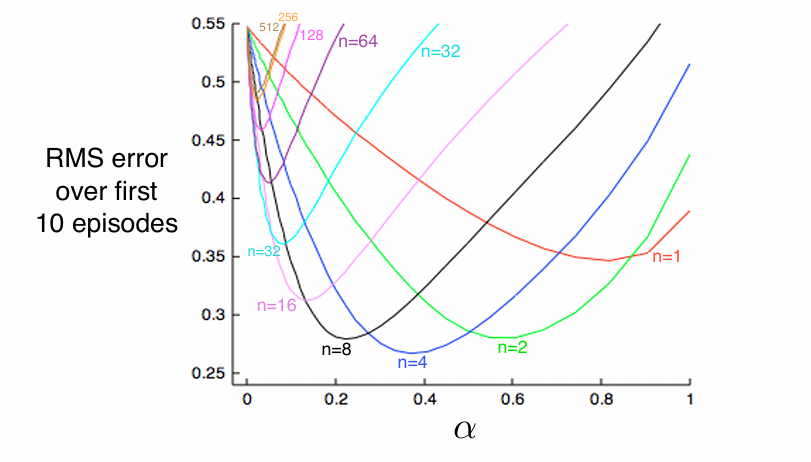 0.55
512
256
128
n=64
n=32
0.5
0.45
RMS error
over first
10 episodes
0.4
0.35
n=32
n=1
0.3
n=16
n=8
n=4
n=2
0.25
0
0.2
0.4
0.6
0.8
1
α